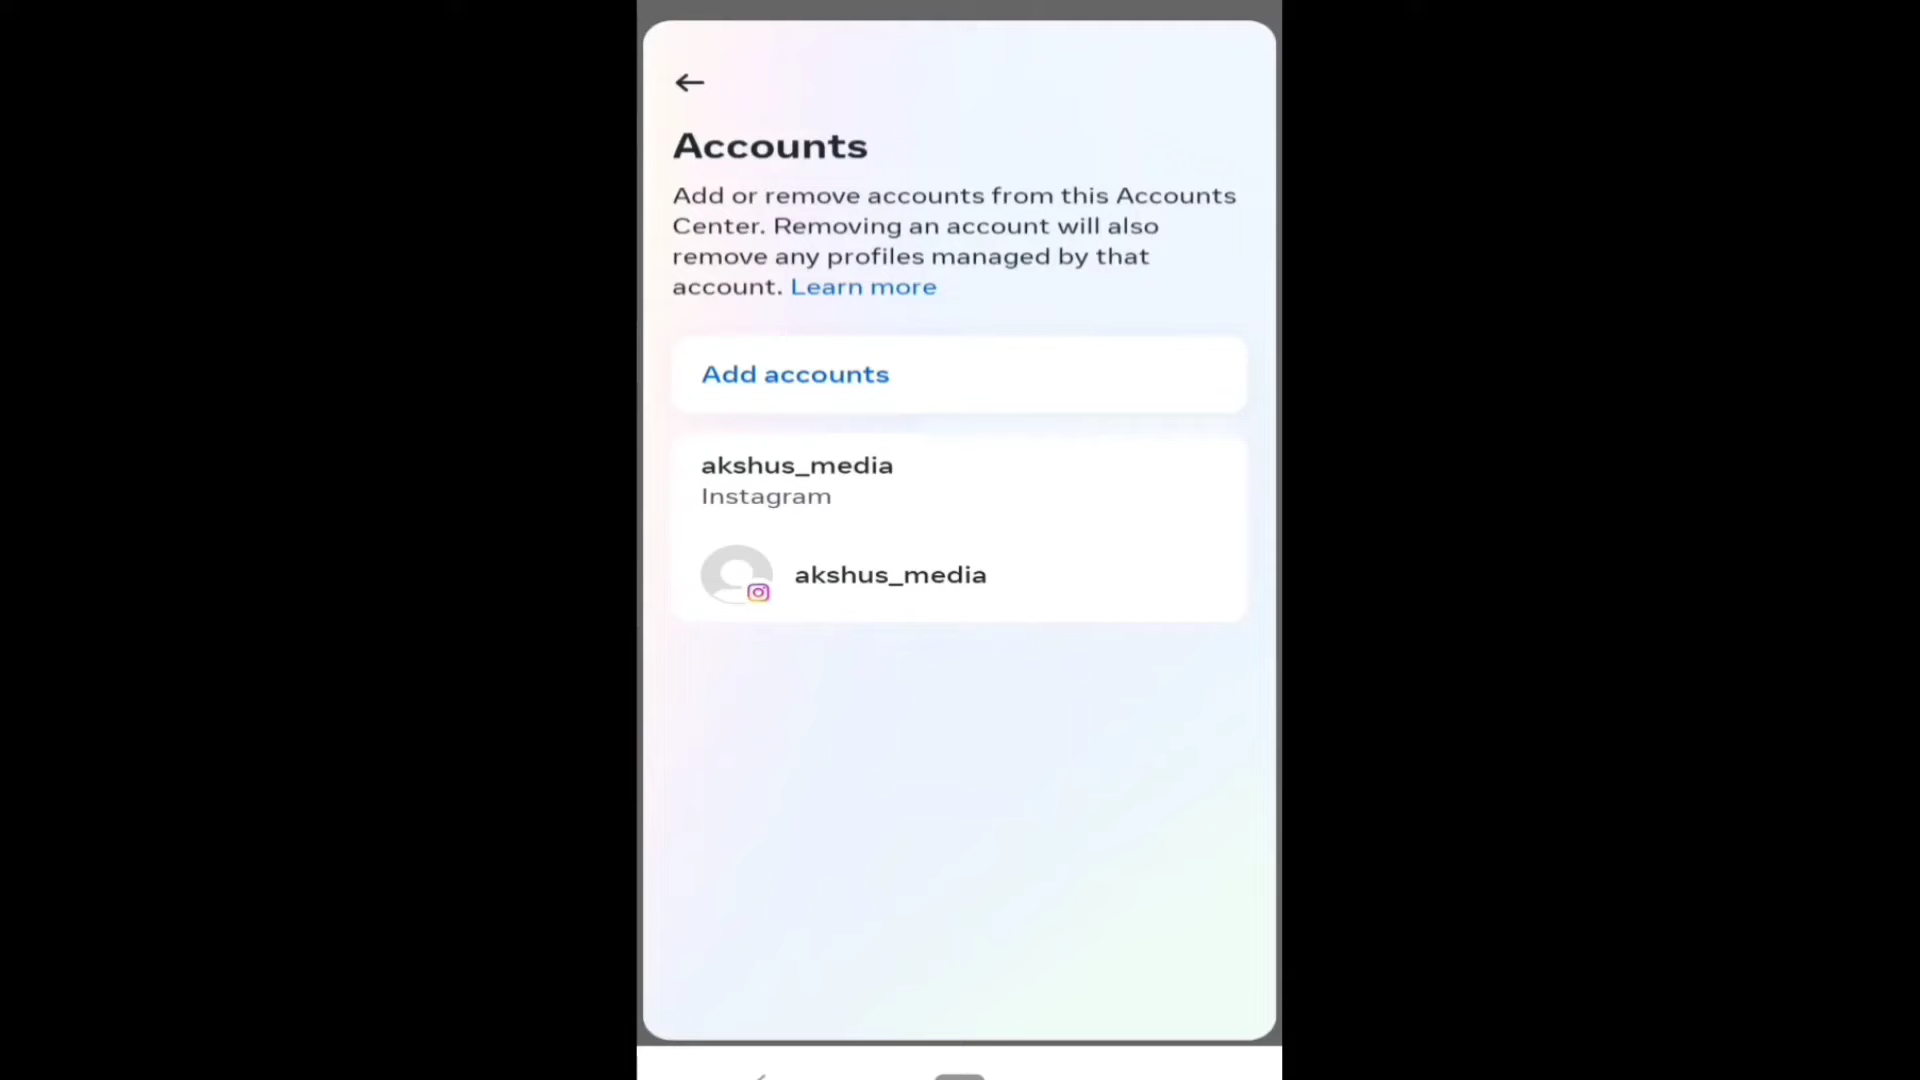 Accounts
Add or remove accounts from this Accounts
Center. Removing an account will also
remove any profiles managed by that
account. Learn more
Add accounts
akshus_media
Instagram
akshus_media